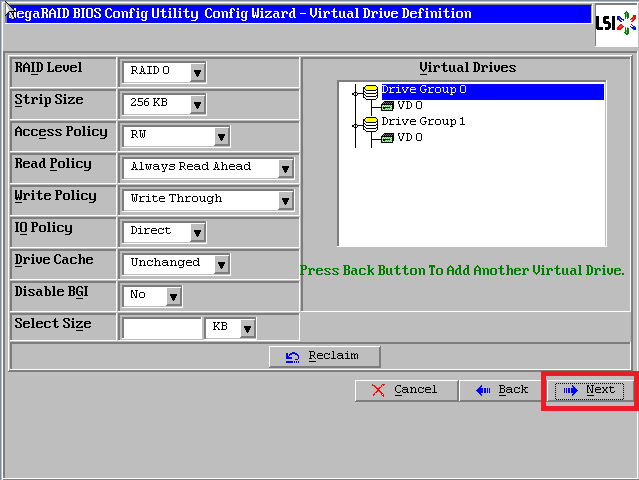 MegaRAID BIOS Config Utility Config Wizard - Virtual Drive Definition
LSI
RAID Level
RAID 0
Strip Size
256 KB
Access Policy
RW
Read Policy
Always Read Ahead
Write Policy
Write Through
IO Policy
Direct
Drive Cache
Unchanged
Disable BGI
No
Select Size
KB
Virtual Drives
Drive Group 0
VD 0
Drive Group 1
VD 0
Press Back Button To Add Another Virtual Drive.
Reclaim
Cancel
Back
Next